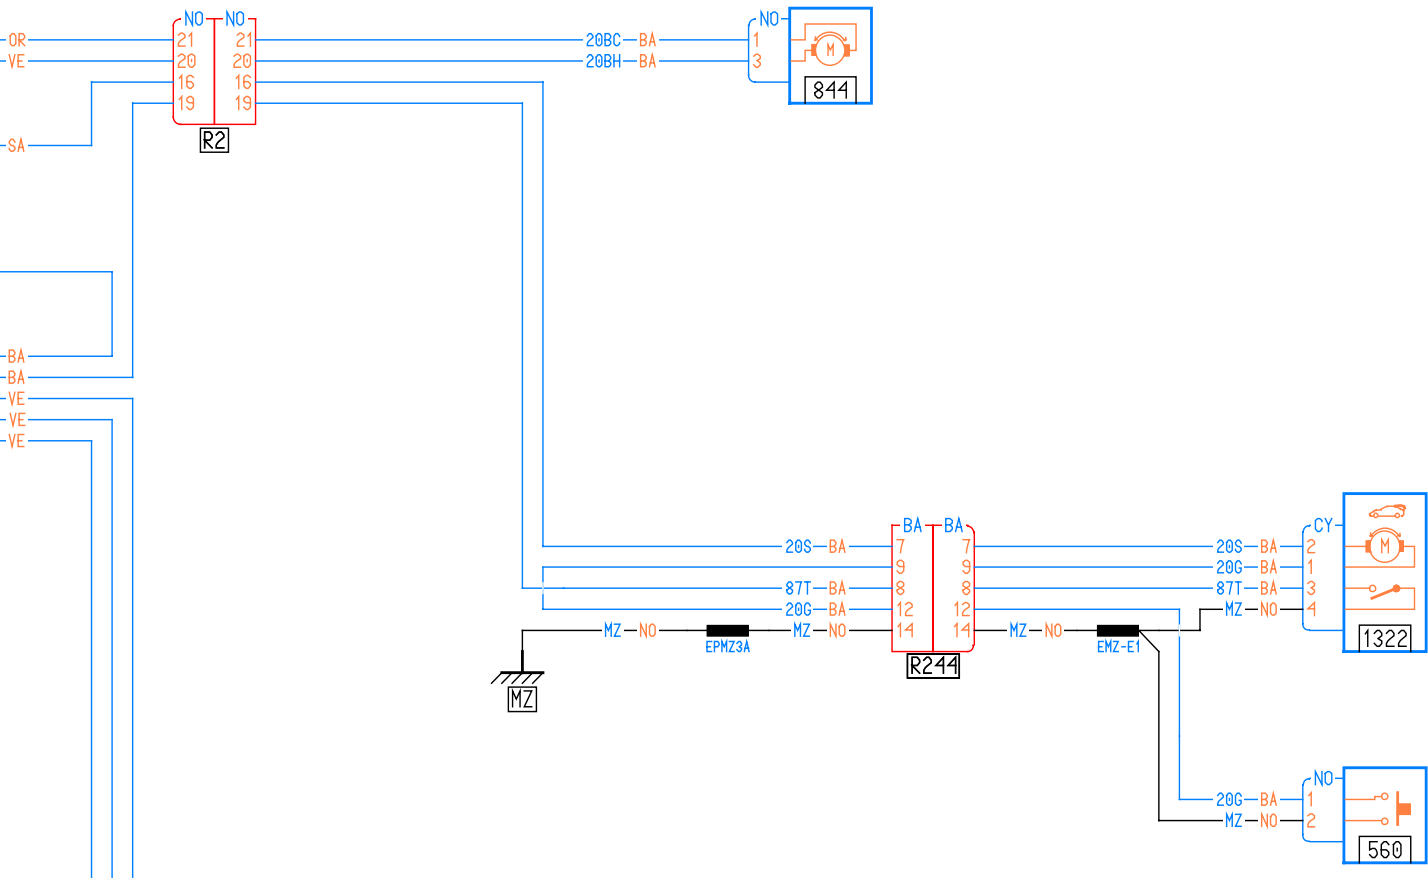 NO NO NO
OR 21 21 20BC BA 1
VE 20 20 20BH BA 3
16 16
844
19 19
R2
SA
BA
BA
VE
VE
VE
BA BA CY
20S BA 7 7 20S BA 2
9 9 20G BA 1
87T BA 8 8 87T BA 3
20G BA 12 12 MZ NO 4
MZ NO MZ NO 14 14 MZ NO
EPMZ3A EMZ-E1 1322
R244
MZ
NO
20G BA 1
MZ NO 2
560
M
M